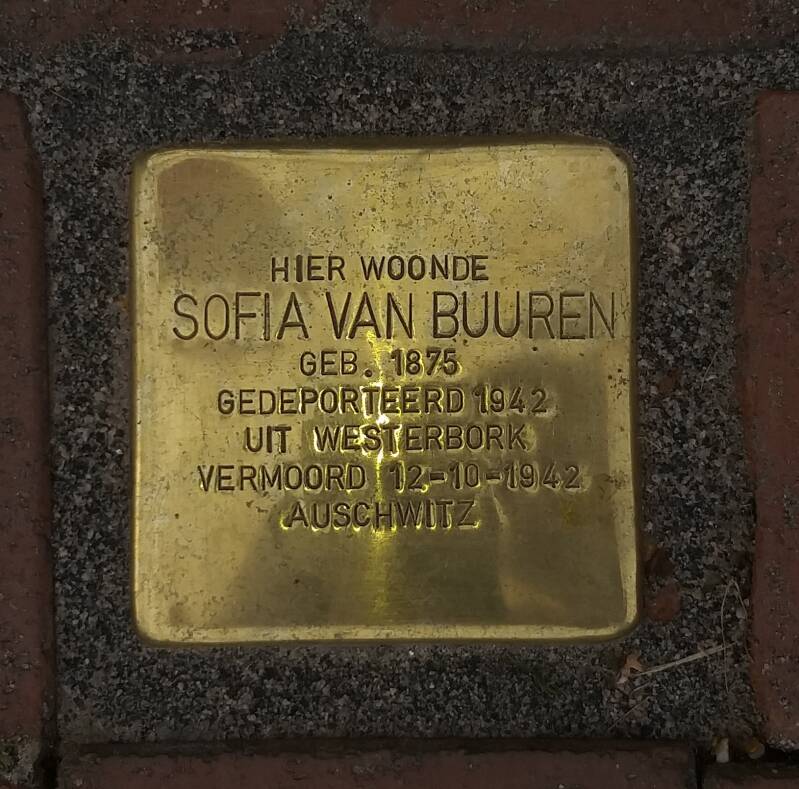 HIER WOONDE
SOFIA VAN BUUREN
GEB. 1875
GEDEPORTEERD 1942
UIT WESTERBORK
VERMOORD 12-10-1942
AUSCHWITZ